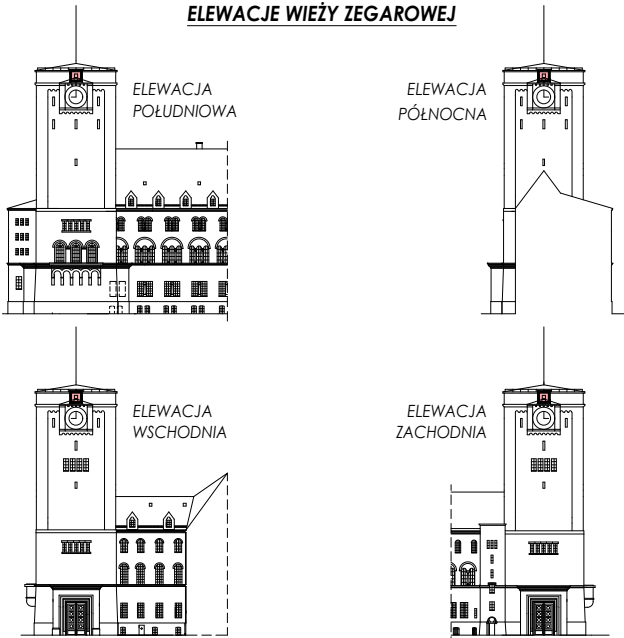 ELEWACJE WIEŻY ZEGAROWEJ
ELEWACJA
POŁUDNIOWA
ELEWACJA
PÓŁNOCNA
ELEWACJA
WSCHODNIA
ELEWACJA
ZACHODNIA